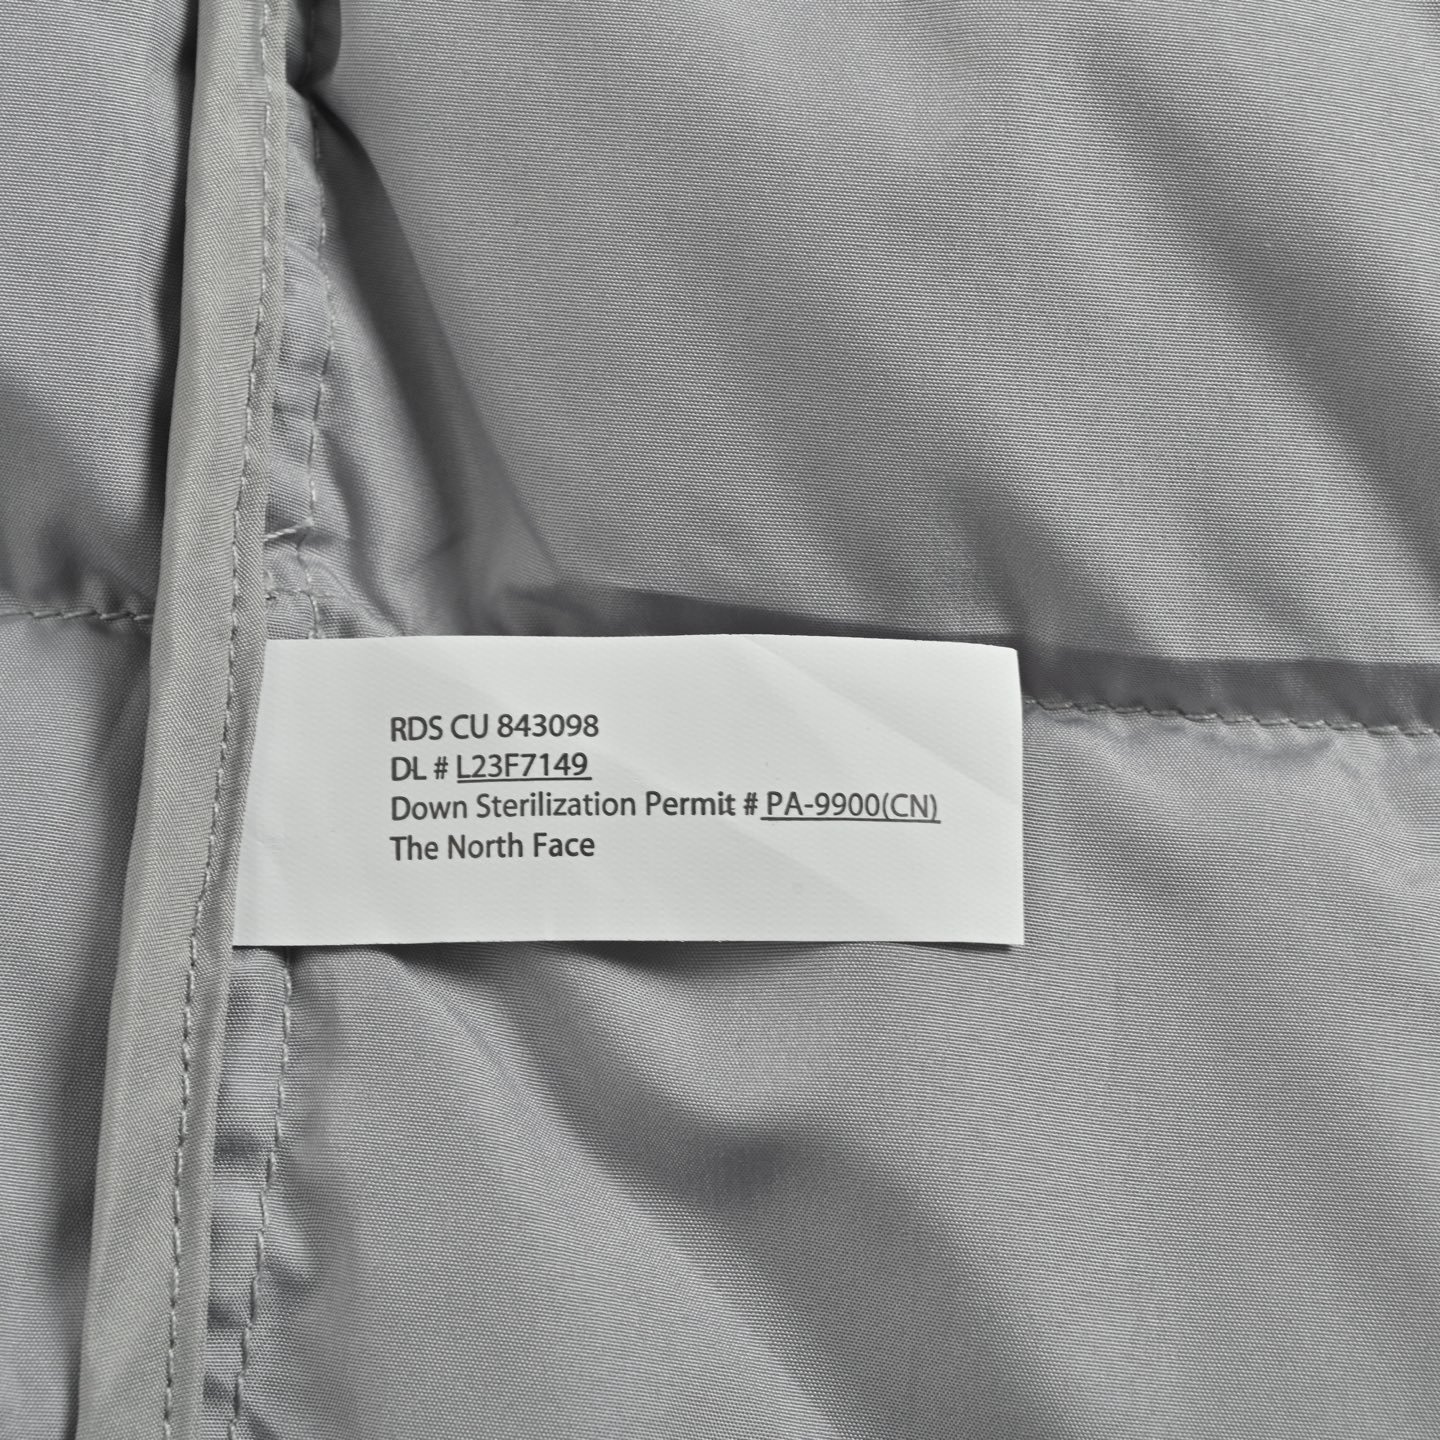 RDS CU 843098
DL # L23F7149
Down Sterilization Permit # PA-9900(CN)
The North Face